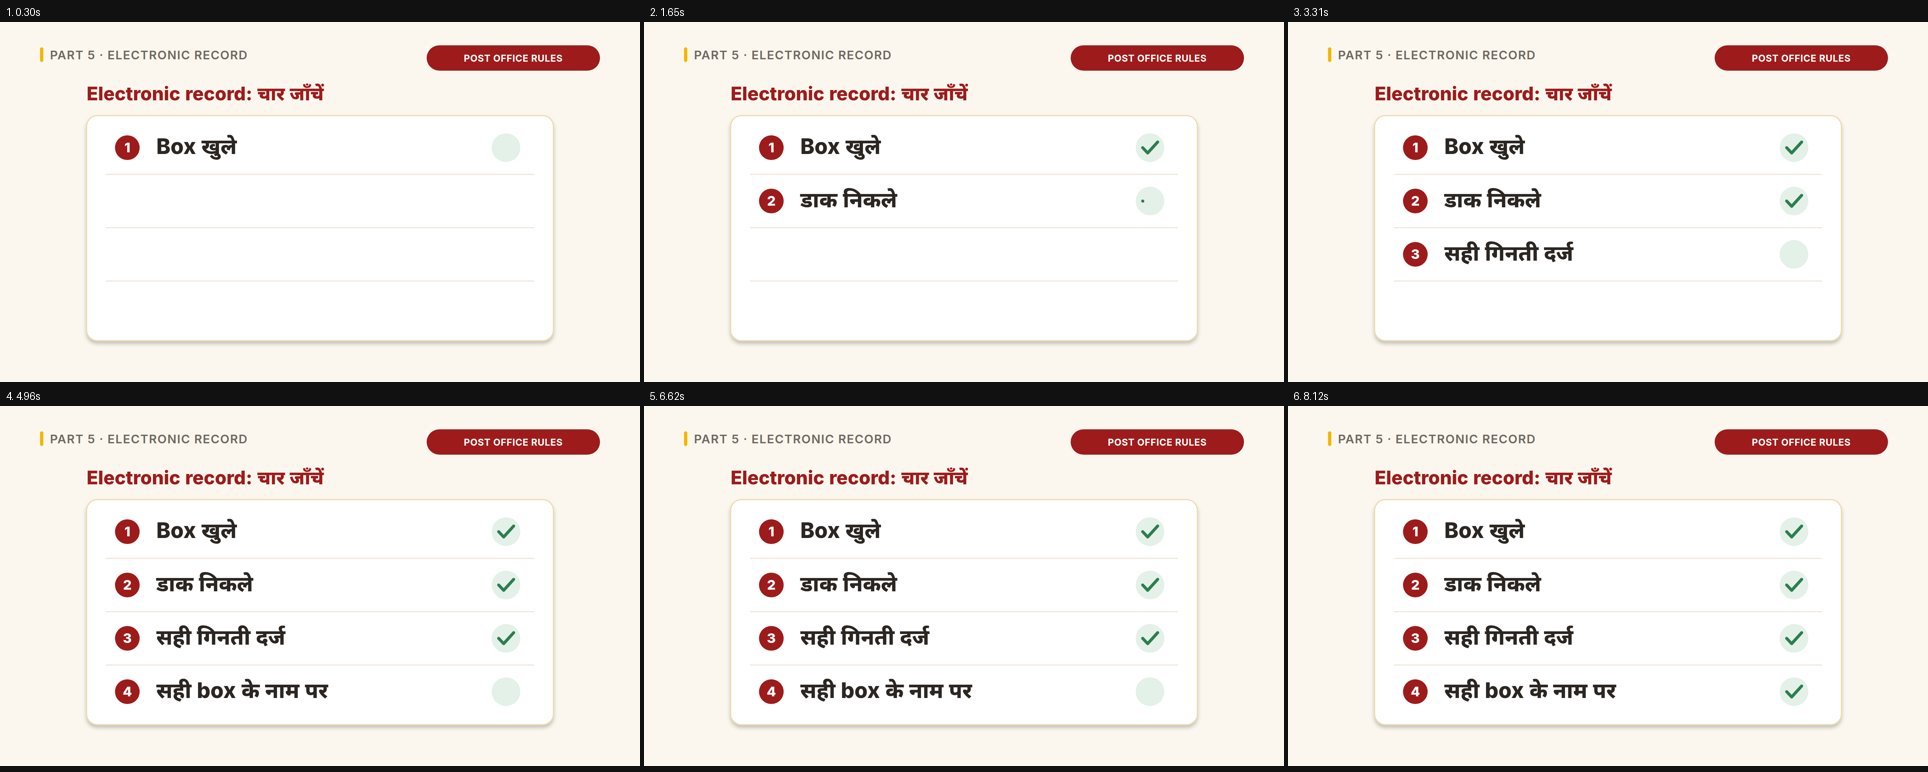 1. 0.30s
PART 5 · ELECTRONIC RECORD
POST OFFICE RULES
Electronic record: चार जाँचें
1 Box खुले
2. 1.65s
PART 5 · ELECTRONIC RECORD
POST OFFICE RULES
Electronic record: चार जाँचें
1 Box खुले
2 डाक निकले
3. 3.31s
PART 5 · ELECTRONIC RECORD
POST OFFICE RULES
Electronic record: चार जाँचें
1 Box खुले
2 डाक निकले
3 सही गिनती दर्ज
4. 4.96s
PART 5 · ELECTRONIC RECORD
POST OFFICE RULES
Electronic record: चार जाँचें
1 Box खुले
2 डाक निकले
3 सही गिनती दर्ज
4 सही box के नाम पर
5. 6.62s
PART 5 · ELECTRONIC RECORD
POST OFFICE RULES
Electronic record: चार जाँचें
1 Box खुले
2 डाक निकले
3 सही गिनती दर्ज
4 सही box के नाम पर
6. 8.12s
PART 5 · ELECTRONIC RECORD
POST OFFICE RULES
Electronic record: चार जाँचें
1 Box खुले
2 डाक निकले
3 सही गिनती दर्ज
4 सही box के नाम पर